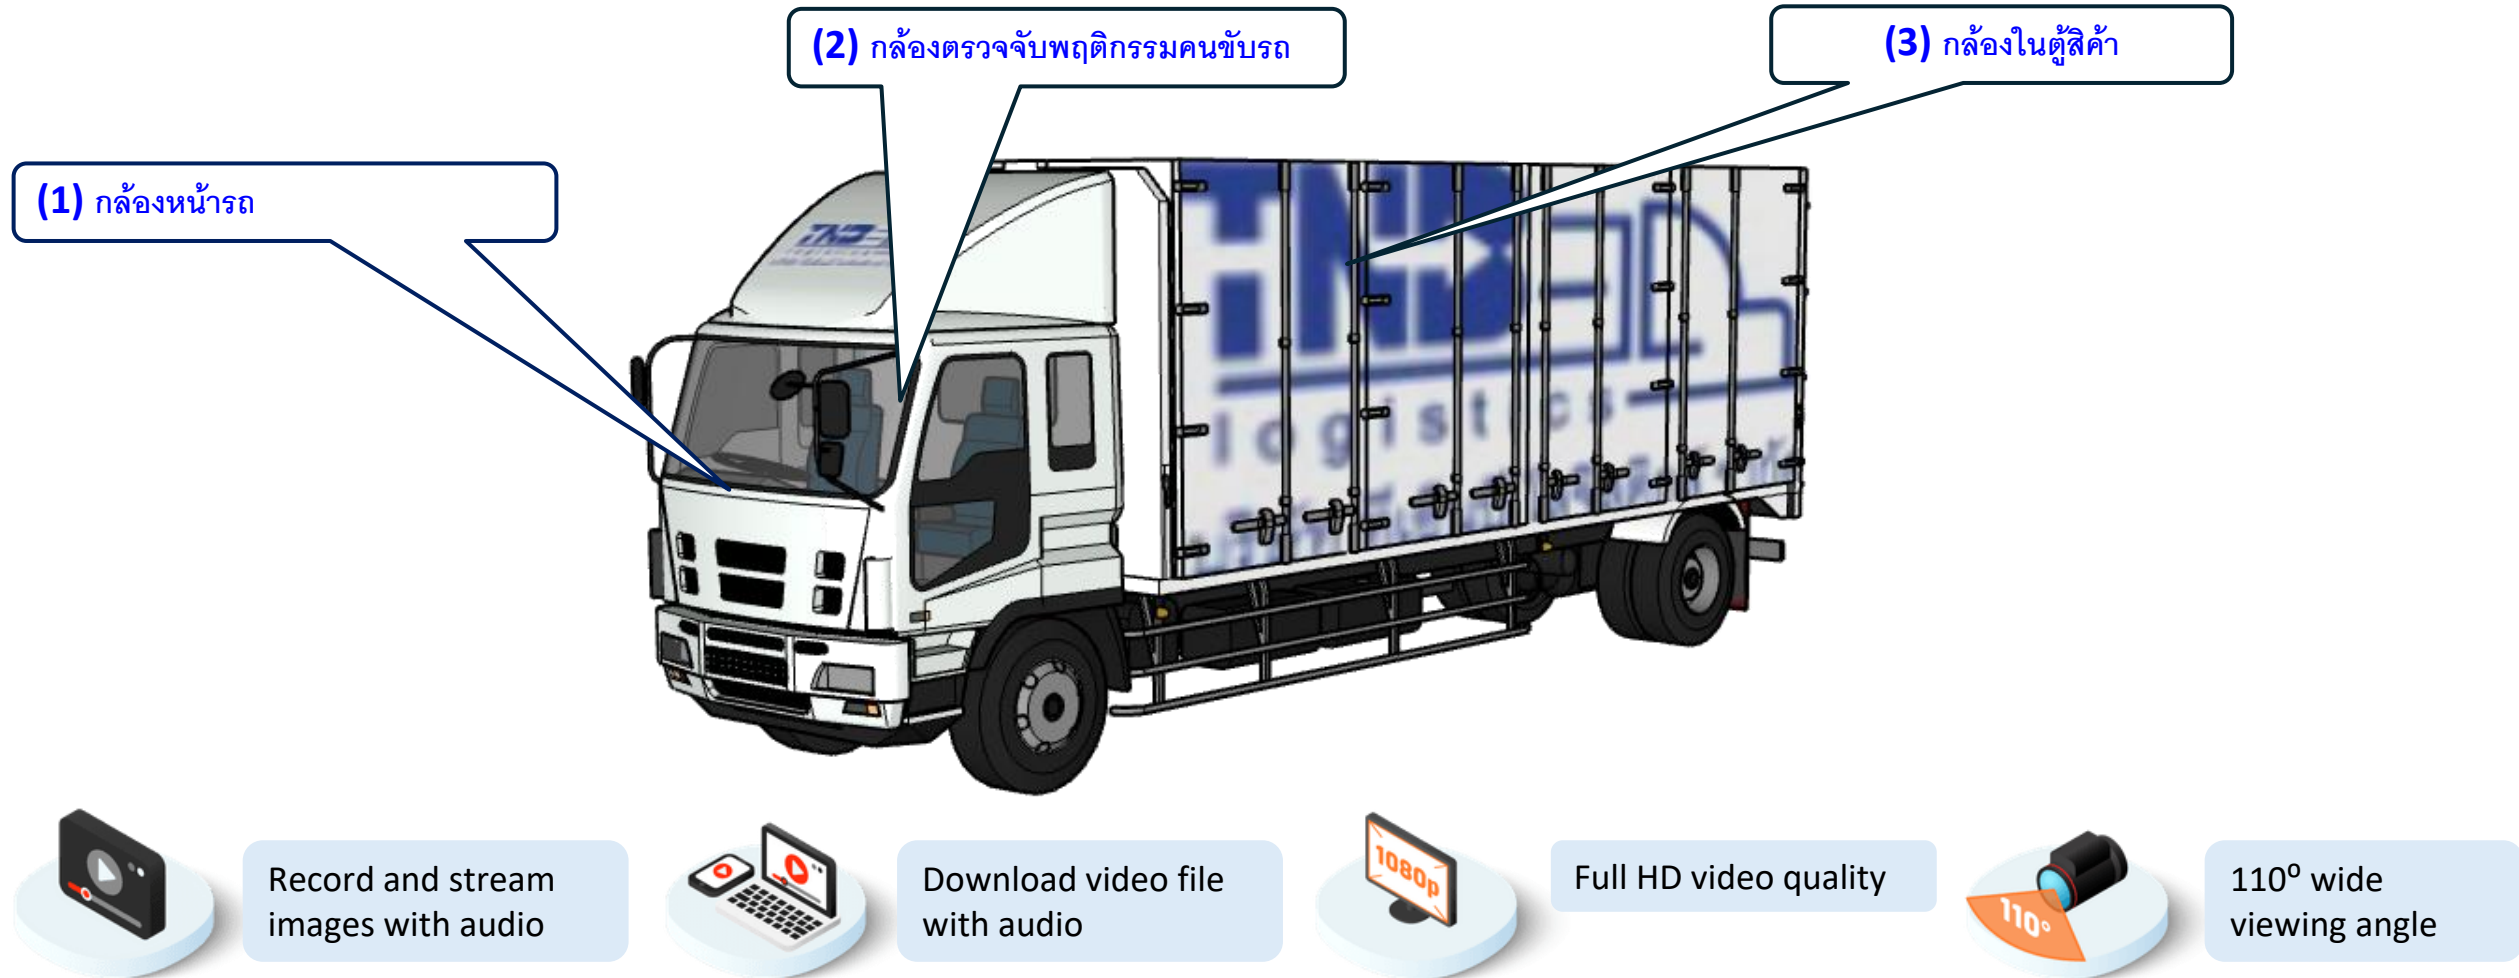 (2) กล้องตรวจจับพฤติกรรมคนขับรถ
(3) กล้องในตู้สิค้า
(1) กล้องหน้ารถ
TND
logistics
Record and stream
images with audio
Download video file
with audio
1080p
Full HD video quality
110°
110⁰ wide
viewing angle